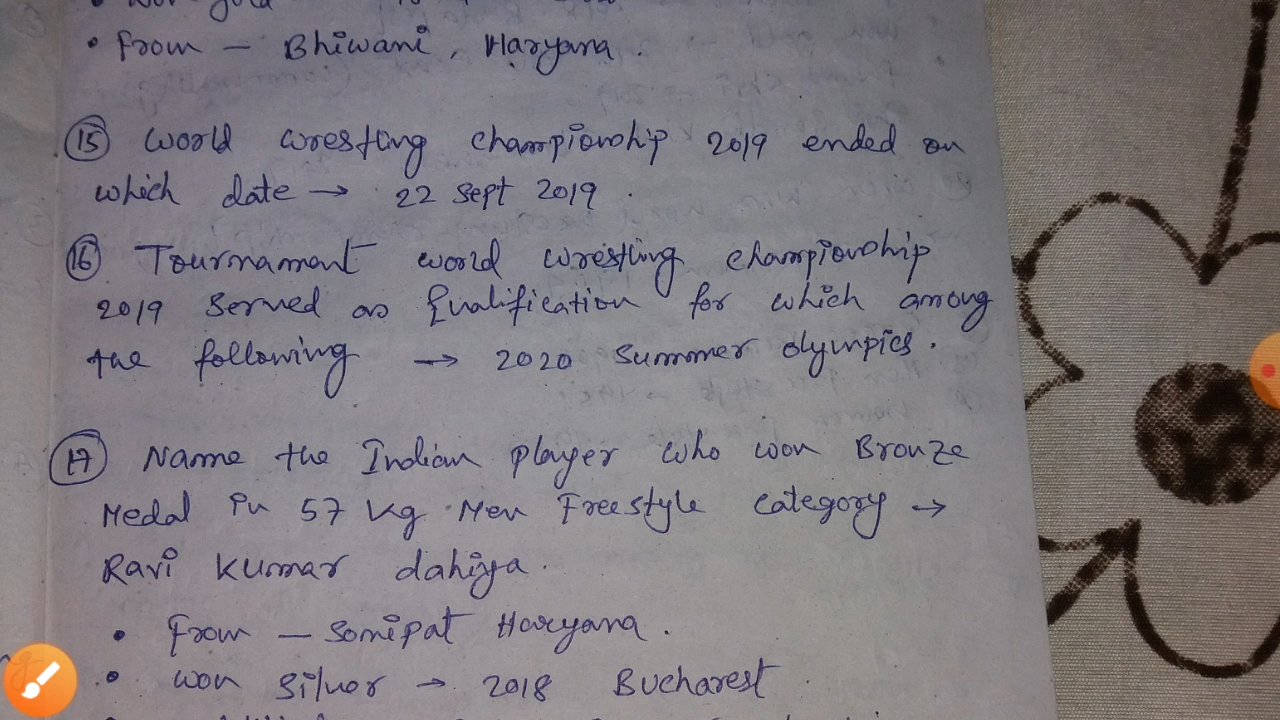 • From – Bhiwani, Haryana.
(15) World wrestling championship 2019 ended on
which date → 22 Sept 2019.
(16) Tournament world wrestling championship
2019 Served as Qualification for which among
the following → 2020 Summer olympics.
(17) Name the Indian player who won Bronze
Medal in 57 Kg Men Freestyle Category →
Ravi Kumar dahiya.
• From – Sonipat Haryana.
• won Silver → 2018 Bucharest